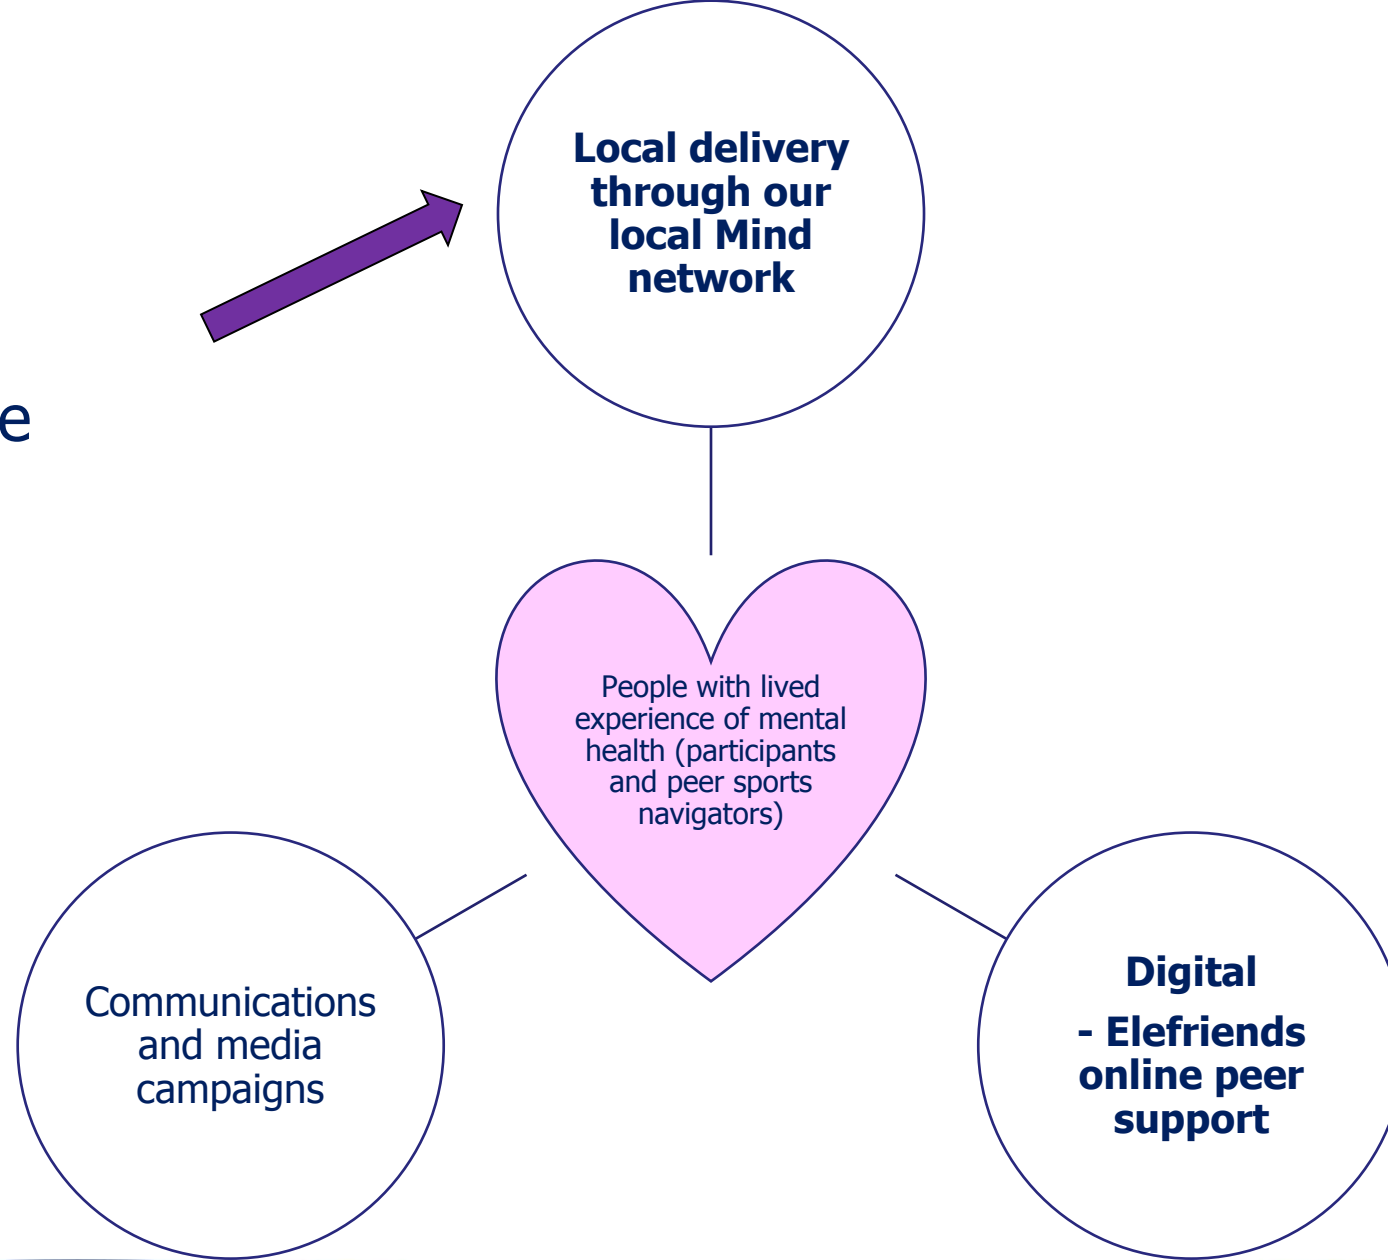 Local delivery
through our
local Mind
network
e
People with lived
experience of mental
health (participants
and peer sports
navigators)
Communications
and media
campaigns
Digital
- Elefriends
online peer
support